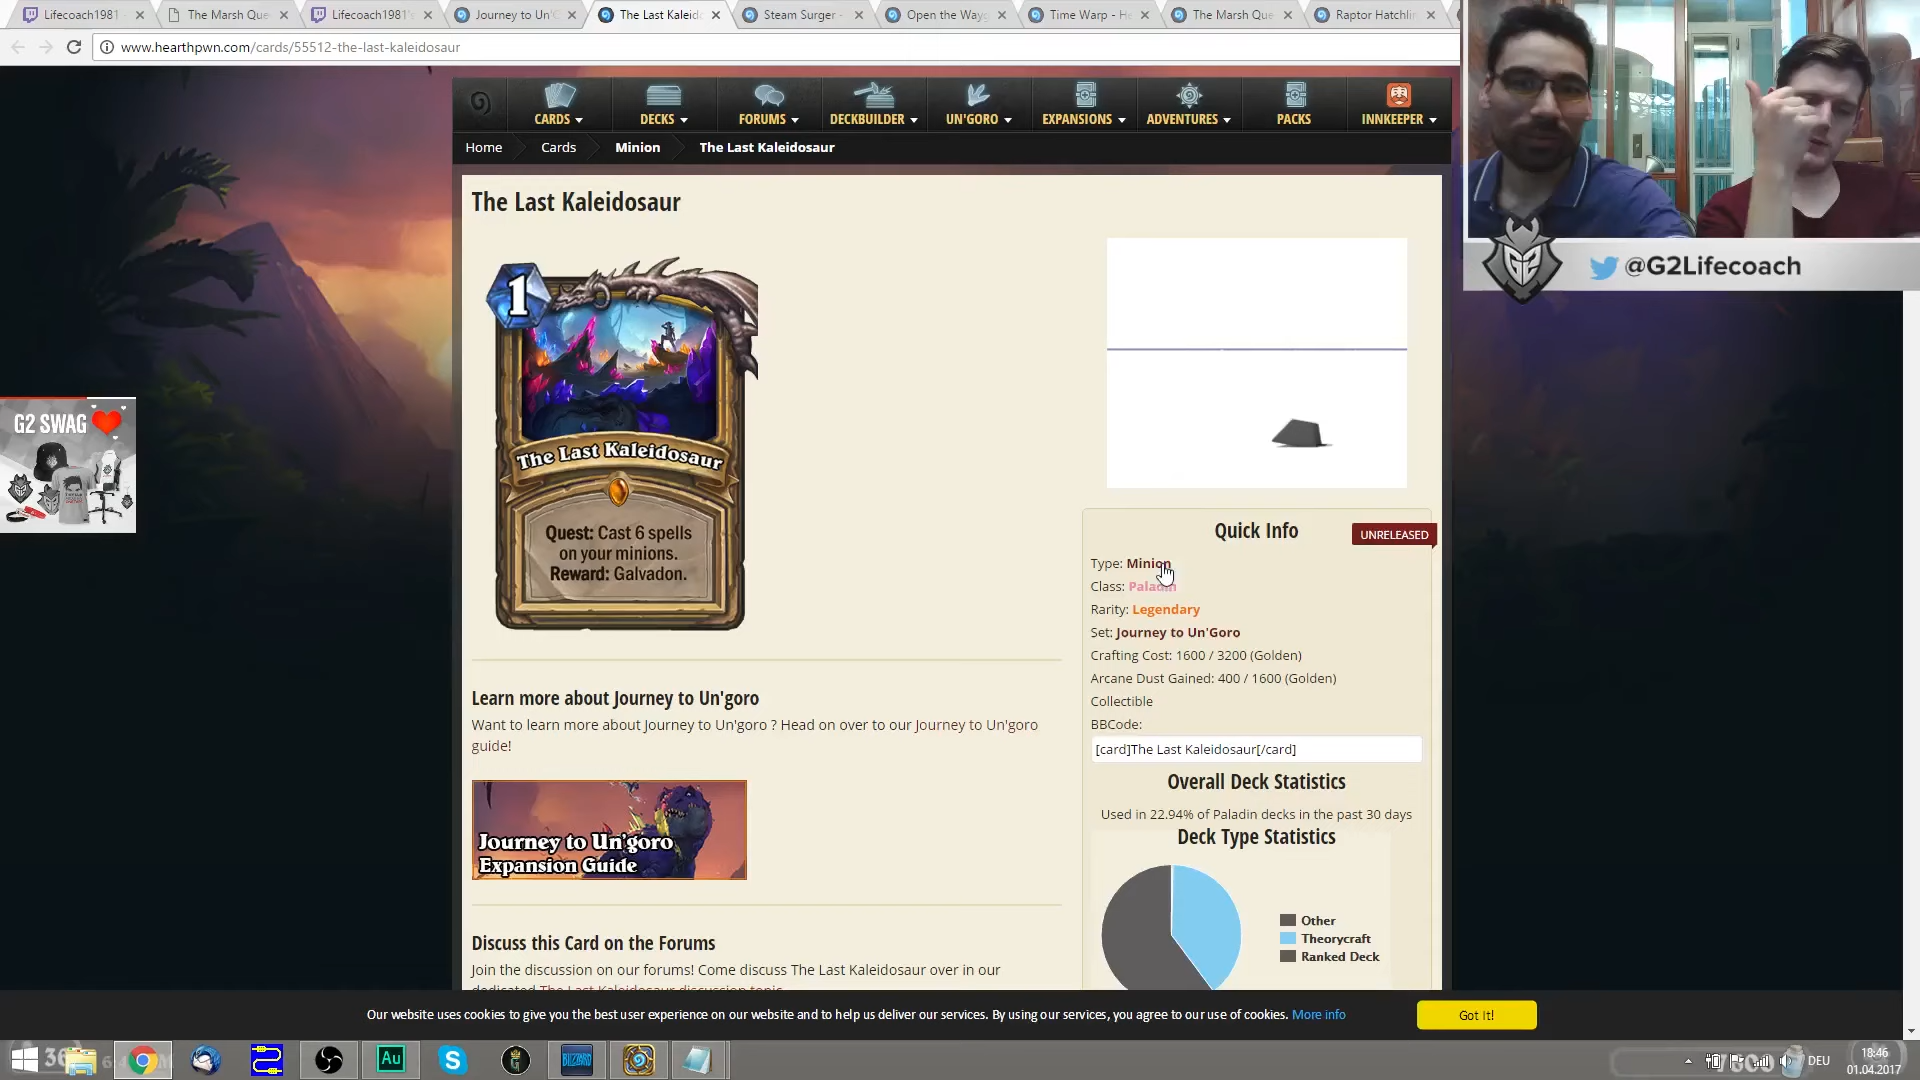 Lifecoach1981
The Marsh Que
Lifecoach1981'
Journey to Un'G
The Last Kaleid
Steam Surger -
Open the Wayg
Time Warp - He
The Marsh Que
Raptor Hatchlin
www.hearthpwn.com/cards/55512-the-last-kaleidosaur
CARDS
DECKS
FORUMS
DECKBUILDER
UN'GORO
EXPANSIONS
ADVENTURES
PACKS
INNKEEPER
Home
Cards
Minion
The Last Kaleidosaur
The Last Kaleidosaur
1
The Last Kaleidosaur
Quest: Cast 6 spells
on your minions.
Reward: Galvadon.
G2
@G2Lifecoach
G2 SWAG
Quick Info
UNRELEASED
Type: Minion
Class: Paladin
Rarity: Legendary
Set: Journey to Un'Goro
Crafting Cost: 1600 / 3200 (Golden)
Arcane Dust Gained: 400 / 1600 (Golden)
Collectible
BBCode:
[card]The Last Kaleidosaur[/card]
Overall Deck Statistics
Used in 22.94% of Paladin decks in the past 30 days
Deck Type Statistics
Other
Theorycraft
Ranked Deck
Learn more about Journey to Un'goro
Want to learn more about Journey to Un'goro ? Head on over to our Journey to Un'goro
guide!
Journey to Un'goro
Expansion Guide
Discuss this Card on the Forums
Join the discussion on our forums! Come discuss The Last Kaleidosaur over in our
dedicated The Last Kaleidosaur discussion topic
Our website uses cookies to give you the best user experience on our website and to help us deliver our services. By using our services, you agree to our use of cookies. More info
Got it!
Au
BLIZZARD
DEU
18:46
01.04.2017